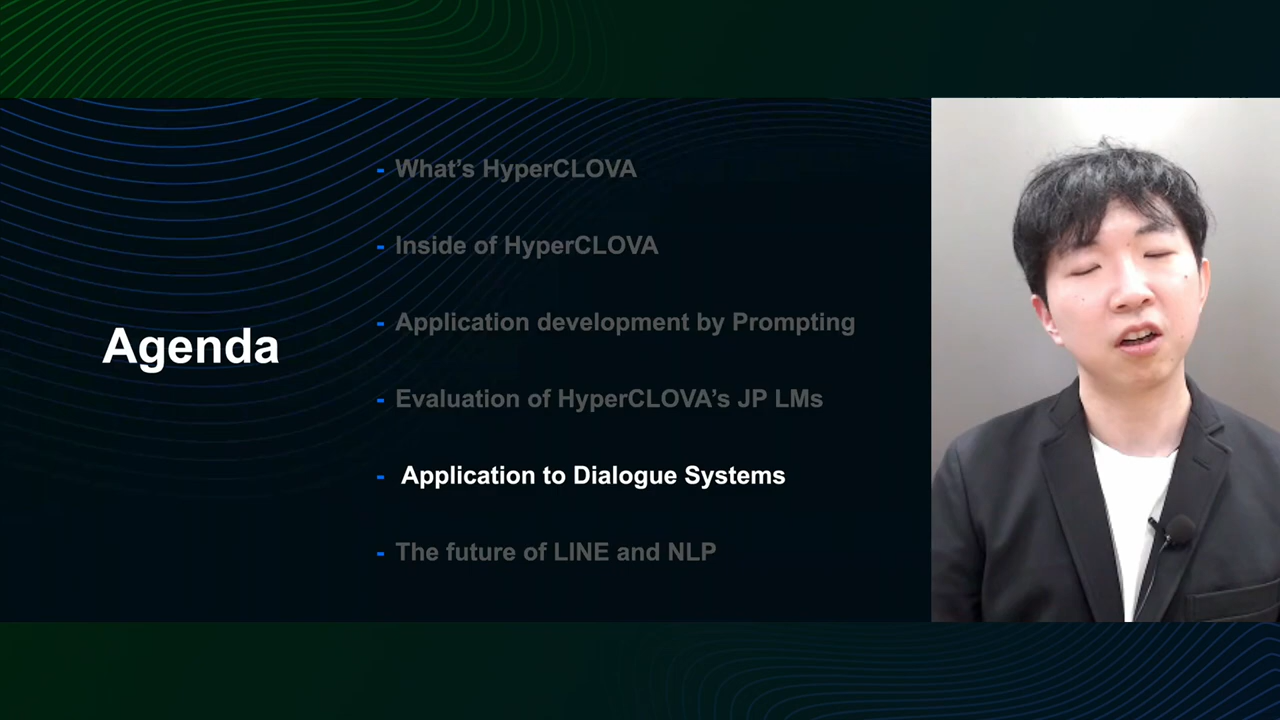 Agenda
- What’s HyperCLOVA
- Inside of HyperCLOVA
- Application development by Prompting
- Evaluation of HyperCLOVA’s JP LMs
- Application to Dialogue Systems
- The future of LINE and NLP